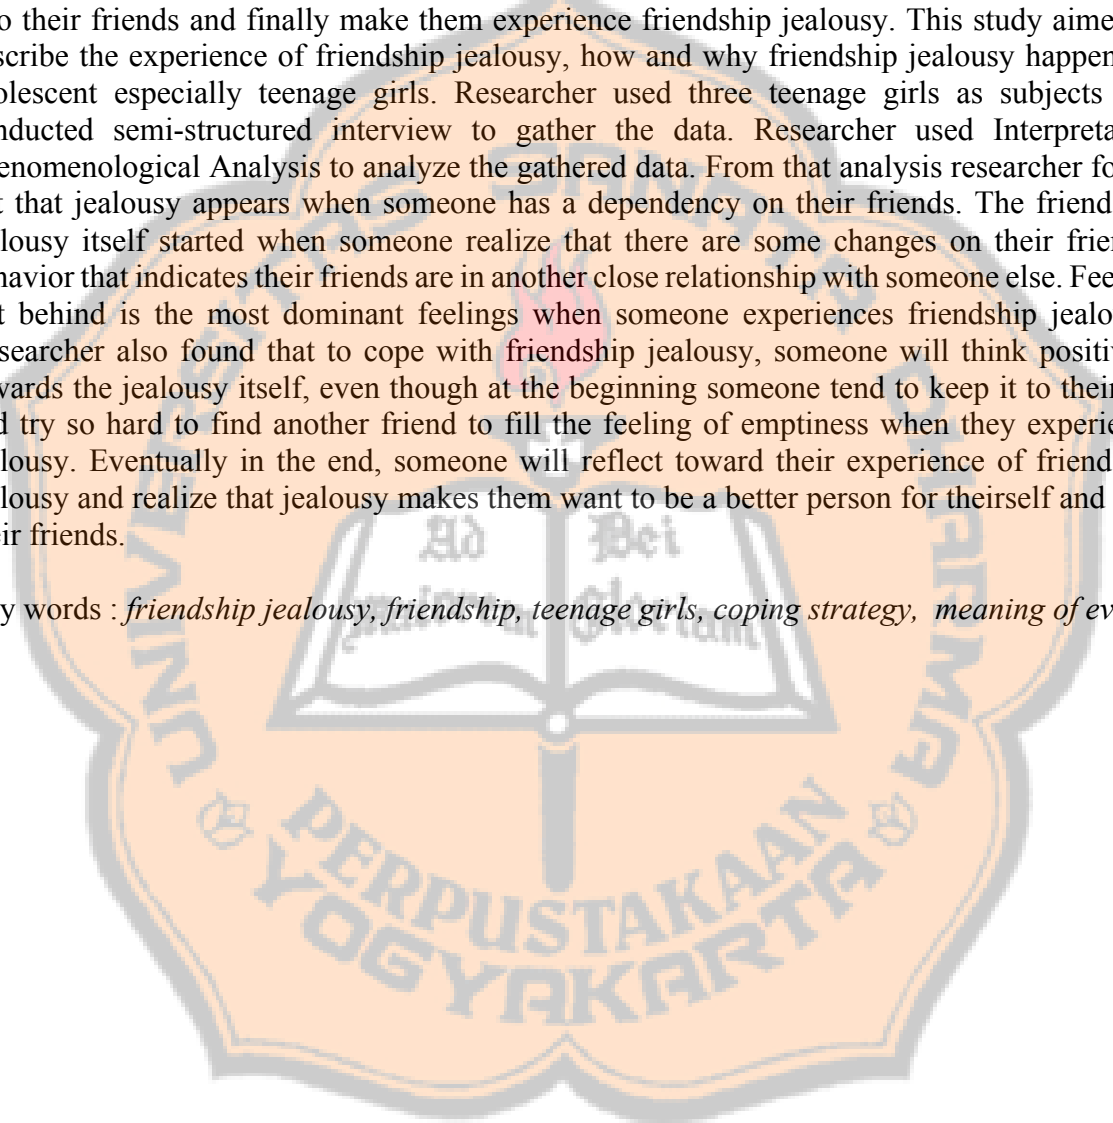 o their friends and finally make them experience friendship jealousy. This study aime
scribe the experience of friendship jealousy, how and why friendship jealousy happen
olescent especially teenage girls. Researcher used three teenage girls as subjects
nducted semi-structured interview to gather the data. Researcher used Interpreta
enomenological Analysis to analyze the gathered data. From that analysis researcher fo
t that jealousy appears when someone has a dependency on their friends. The friend
lousy itself started when someone realize that there are some changes on their frien
havior that indicates their friends are in another close relationship with someone else. Fee
t behind is the most dominant feelings when someone experiences friendship jealo
searcher also found that to cope with friendship jealousy, someone will think positiv
wards the jealousy itself, even though at the beginning someone tend to keep it to their
d try so hard to find another friend to fill the feeling of emptiness when they experie
lousy. Eventually in the end, someone will reflect toward their experience of friend
lousy and realize that jealousy makes them want to be a better person for theirself and
eir friends.
y words : friendship jealousy, friendship, teenage girls, coping strategy, meaning of ev
UNIVERSITAS SANATA DHARMA
Ad Dei
Gloriam
PERPUSTAKAAN
YOGYAKARTA